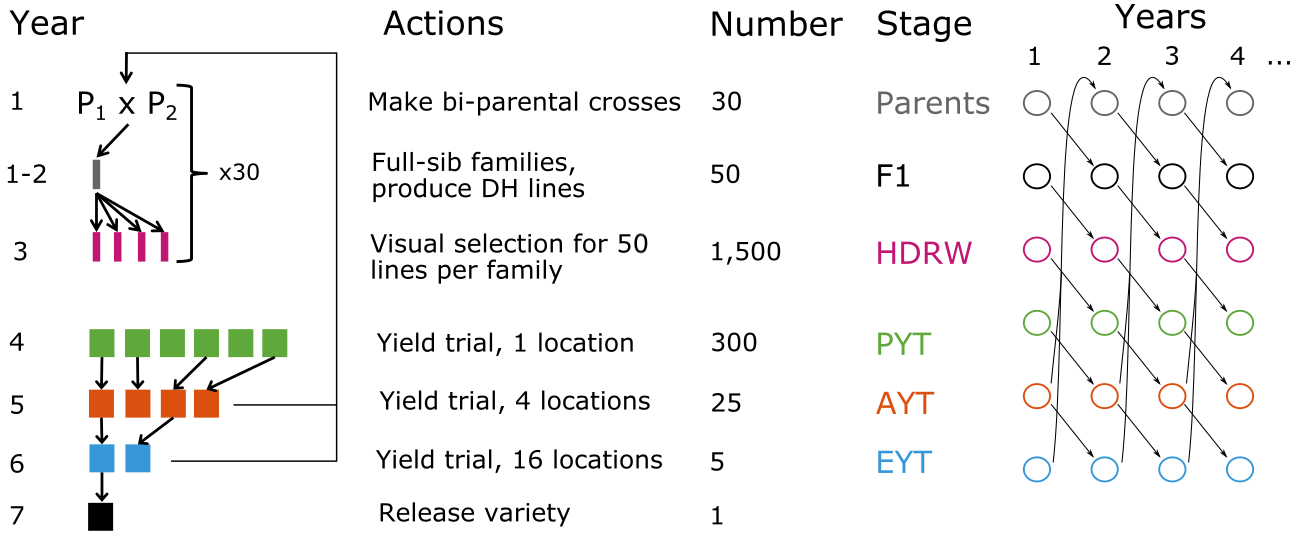 Year Actions Number Stage Years
1 2 3 4 ...
1 P1 x P2 Make bi-parental crosses 30 Parents
1-2 x30 Full-sib families, 50 F1
produce DH lines
3 Visual selection for 50 1,500 HDRW
lines per family
4 Yield trial, 1 location 300 PYT
5 Yield trial, 4 locations 25 AYT
6 Yield trial, 16 locations 5 EYT
7 Release variety 1